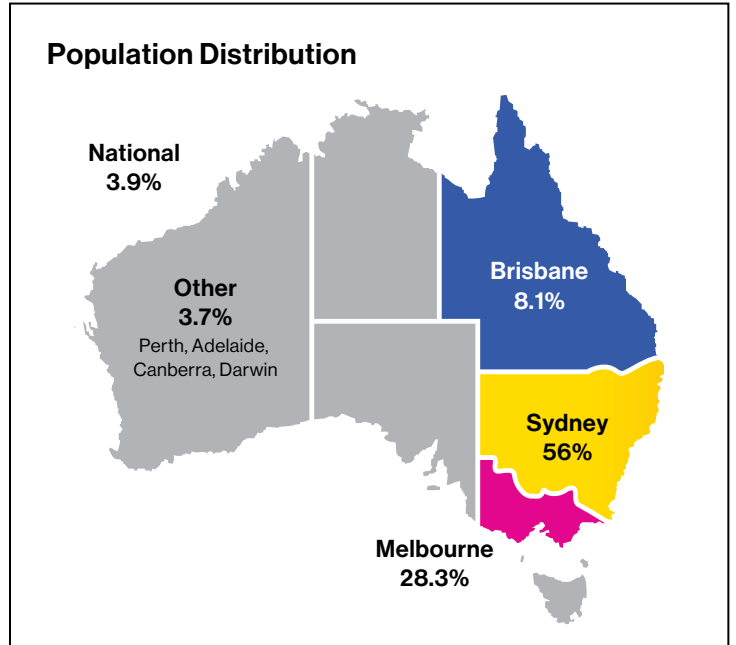 Population Distribution
National
3.9%
Other
3.7%
Perth, Adelaide,
Canberra, Darwin
Brisbane
8.1%
Sydney
56%
Melbourne
28.3%